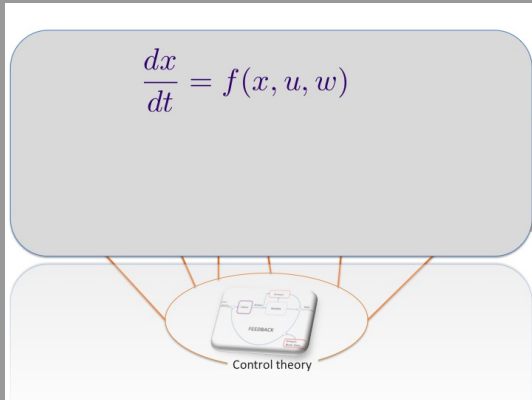 dx/dt = f(x, u, w)
FEEDBACK
Control theory